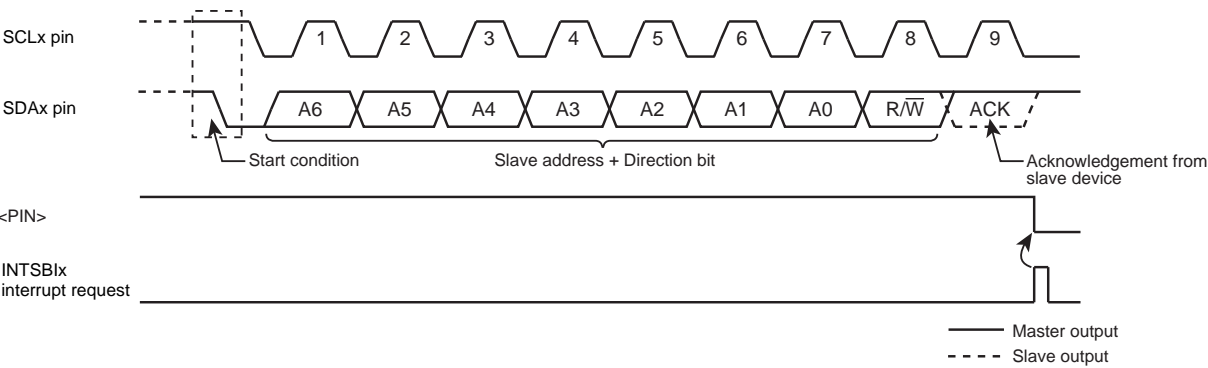 SCLx pin
1 2 3 4 5 6 7 8 9
SDAx pin
A6 A5 A4 A3 A2 A1 A0 R/W̅ ACK
Start condition
Slave address + Direction bit
Acknowledgement from
slave device
<PIN>
INTSBIx
interrupt request
Master output
Slave output